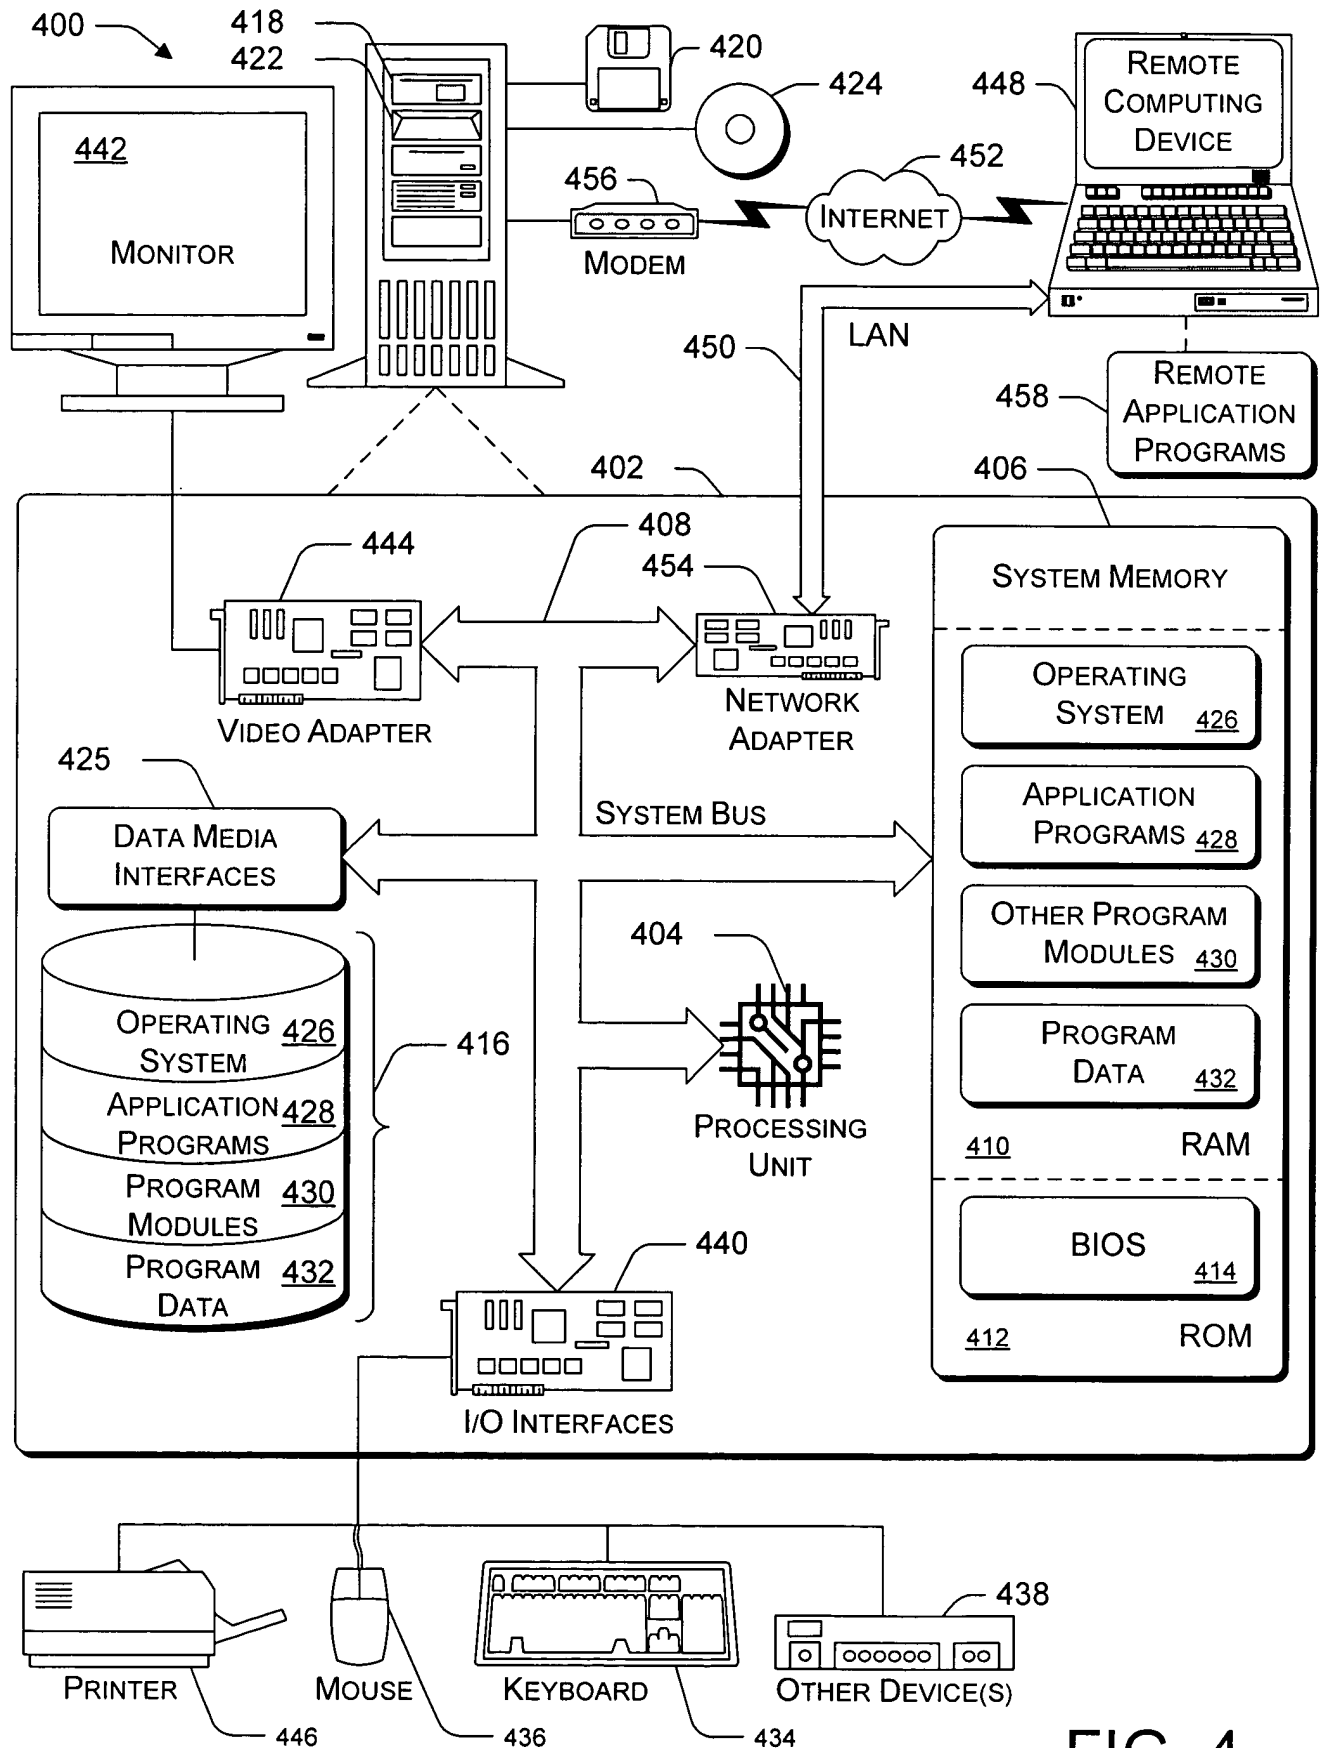 400
418
422
420
424
448
REMOTE
COMPUTING
DEVICE
442
MONITOR
456
MODEM
452
INTERNET
450
LAN
458
REMOTE
APPLICATION
PROGRAMS
402
406
444
408
454
VIDEO ADAPTER
NETWORK
ADAPTER
SYSTEM MEMORY
OPERATING
SYSTEM 426
APPLICATION
PROGRAMS 428
OTHER PROGRAM
MODULES 430
PROGRAM
DATA 432
410 RAM
BIOS
414
412 ROM
425
DATA MEDIA
INTERFACES
SYSTEM BUS
404
PROCESSING
UNIT
OPERATING 426
SYSTEM
APPLICATION 428
PROGRAMS
PROGRAM 430
MODULES
PROGRAM 432
DATA
416
440
I/O INTERFACES
PRINTER
446
MOUSE
436
KEYBOARD
434
438
OTHER DEVICE(S)
FIG. 4